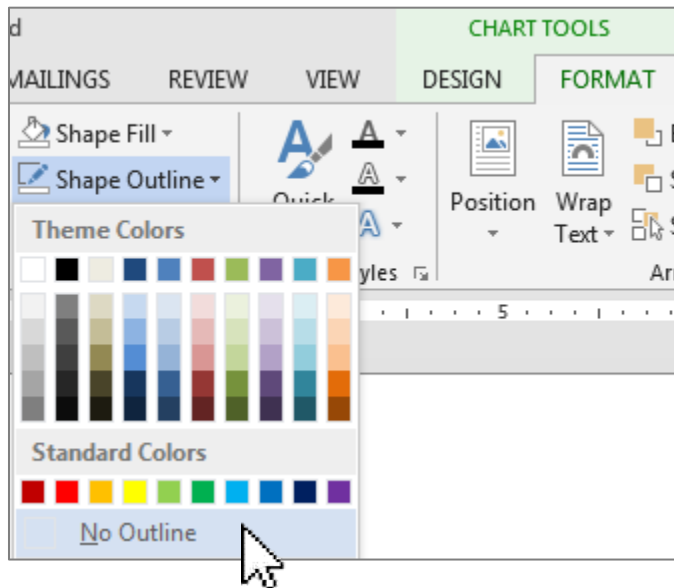 d CHART TOOLS
MAILINGS REVIEW VIEW DESIGN FORMAT
Shape Fill
Shape Outline
Quick
Position Wrap
Text
Theme Colors
yles
Ar
5
Standard Colors
No Outline